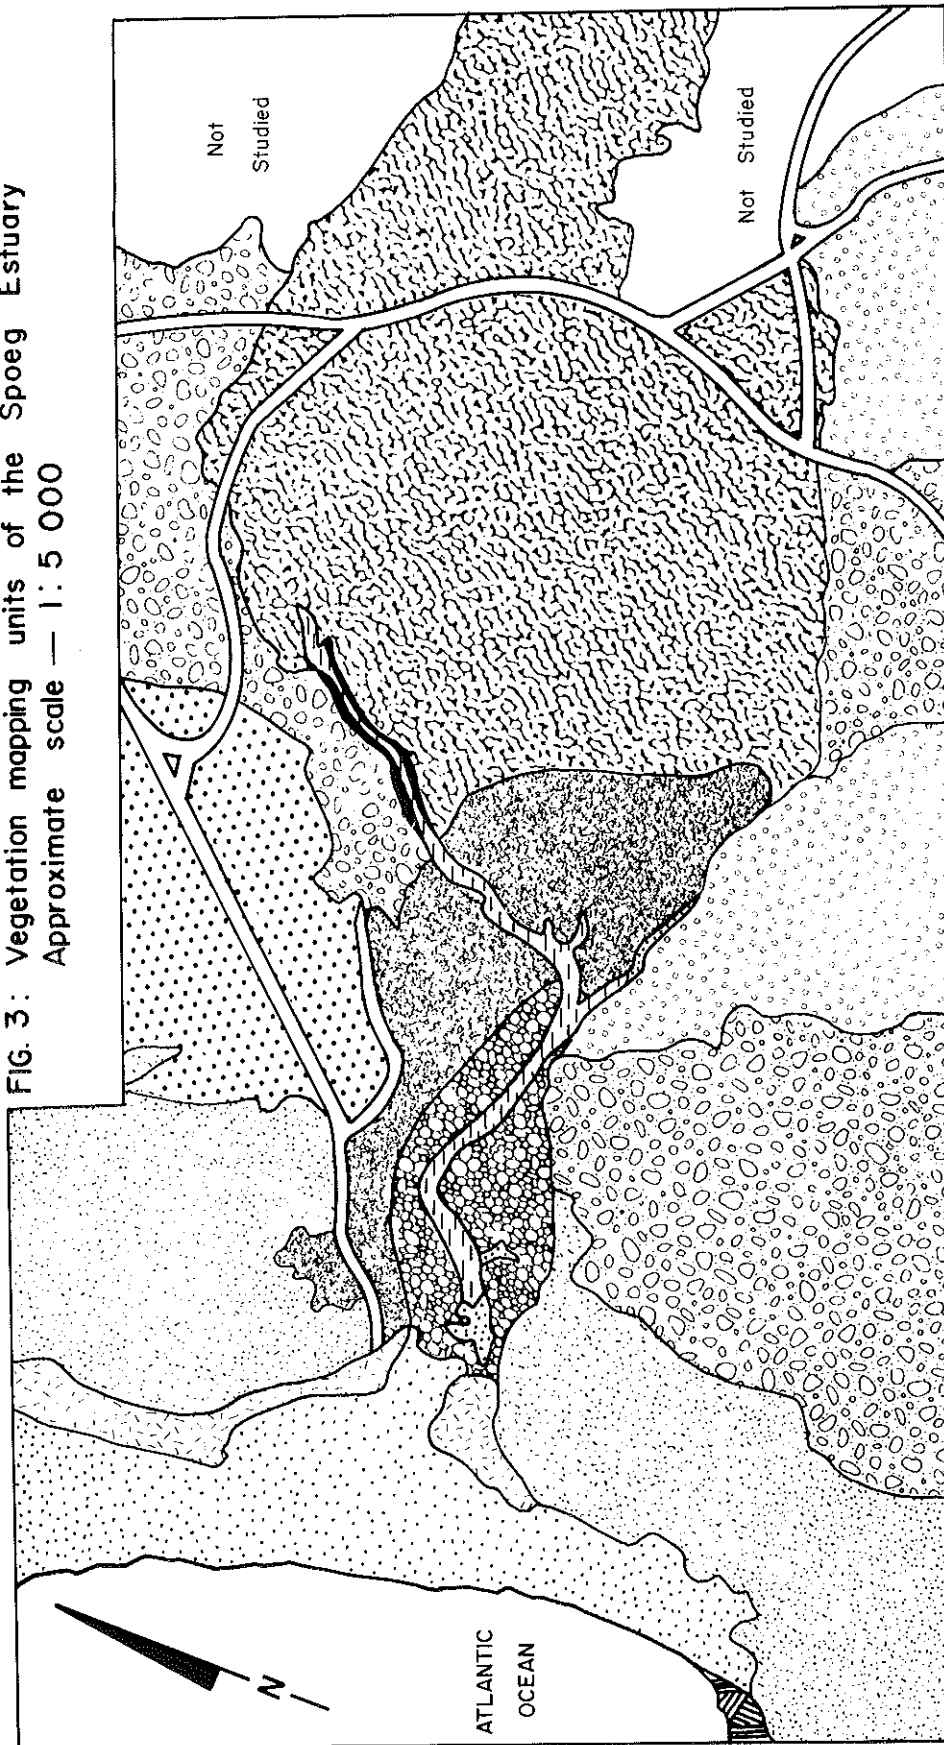 FIG. 3 : Vegetation mapping units of the Spoeg Estuary
Approximate scale — 1: 5 000
Not
Studied
Not Studied
N
ATLANTIC
OCEAN